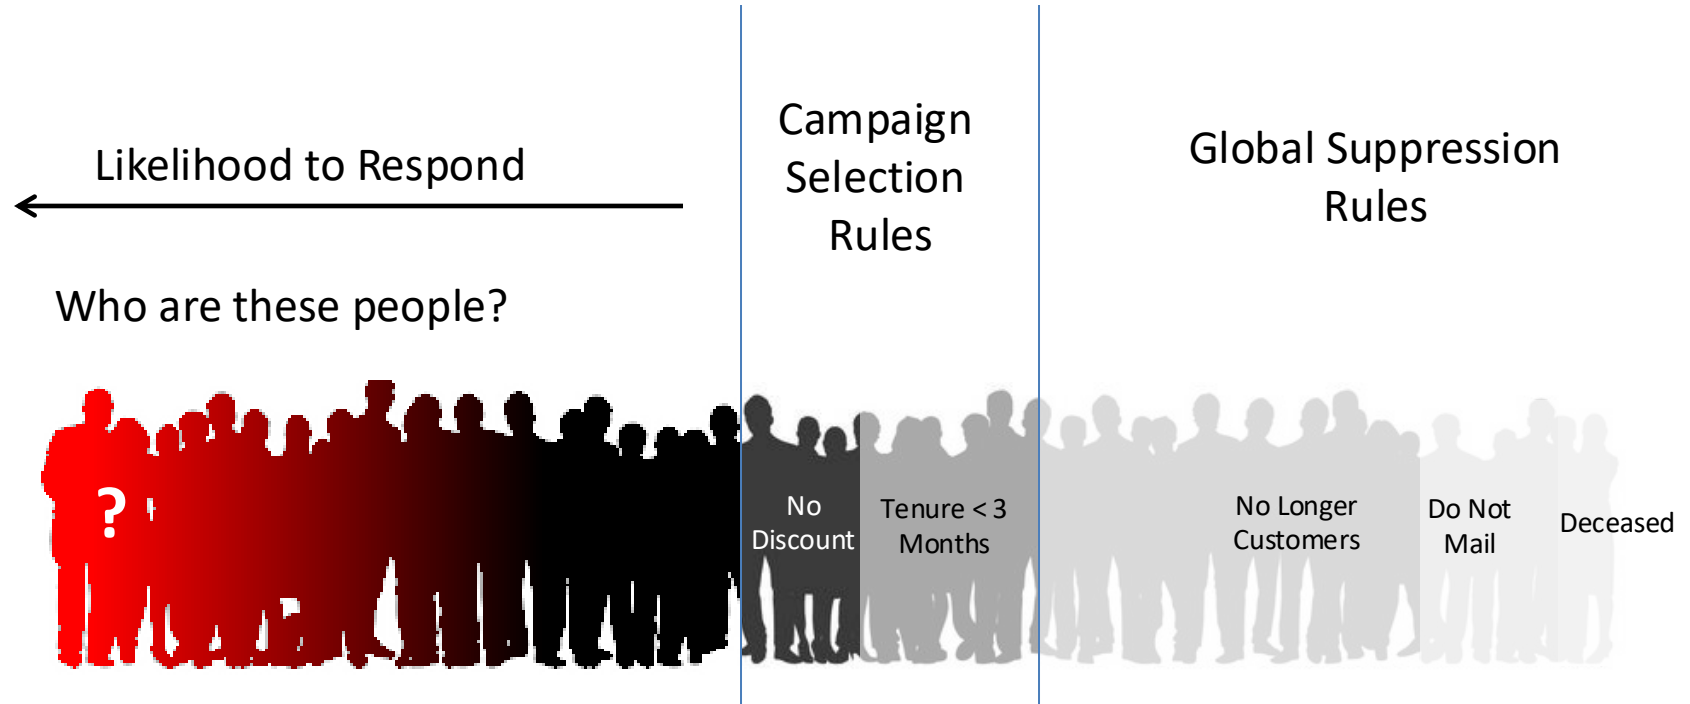 Likelihood to Respond
Who are these people?
?
Campaign
Selection
Rules
No
Discount
Tenure < 3
Months
Global Suppression
Rules
No Longer
Customers
Do Not
Mail
Deceased